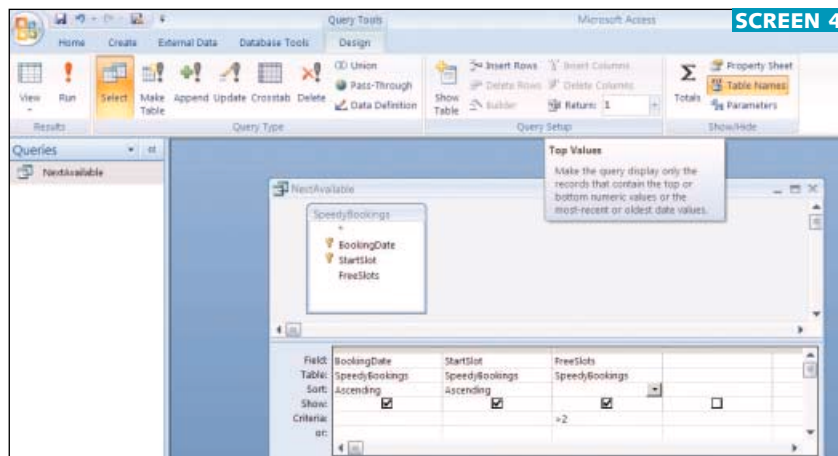 Query Tools Microsoft Access SCREEN 4
Home Create External Data Database Tools Design
View Run Select Make Table Append Update Crosstab Delete
Union
Pass-Through
Data Definition
Show Table
Insert Rows
Delete Rows
Builder
Insert Columns
Delete Columns
Return: 1
Totals
Property Sheet
Table Names
Parameters
Results Query Type Query Setup Show/Hide
Queries
NextAvailable
Top Values
Make the query display only the
records that contain the top or
bottom numeric values or the
most-recent or oldest date values.
NextAvailable
SpeedyBookings
*
BookingDate
StartSlot
FreeSlots
Field: BookingDate StartSlot FreeSlots
Table: SpeedyBookings SpeedyBookings SpeedyBookings
Sort: Ascending Ascending
Show:
Criteria: >2
or: